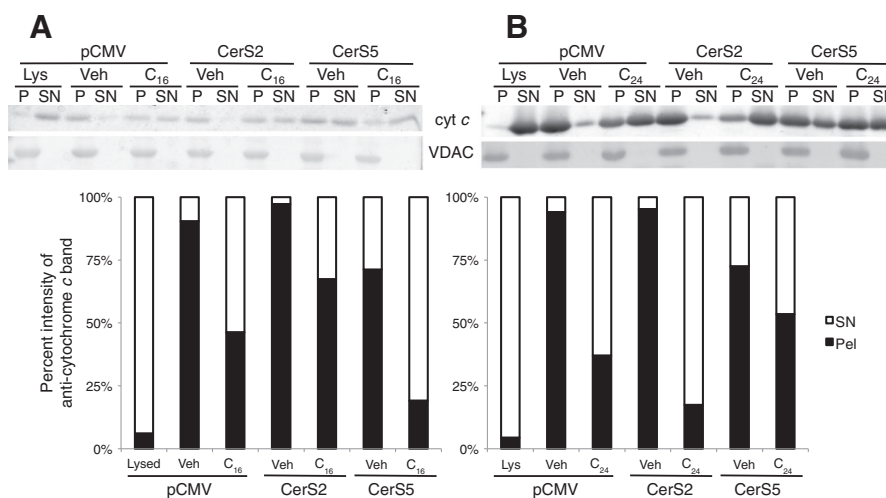 A
B
pCMV CerS2 CerS5
Lys Veh C16 Veh C16 Veh C16
P SN P SN P SN P SN P SN P SN P SN
pCMV CerS2 CerS5
Lys Veh C24 Veh C24 Veh C24
P SN P SN P SN P SN P SN P SN P SN
cyt c
VDAC
Percent intensity of
anti-cytochrome c band
100%
75%
50%
25%
0%
Lysed Veh C16 Veh C16 Veh C16
pCMV CerS2 CerS5
100%
75%
50%
25%
0%
Lys Veh C24 Veh C24 Veh C24
pCMV CerS2 CerS5
SN
Pel